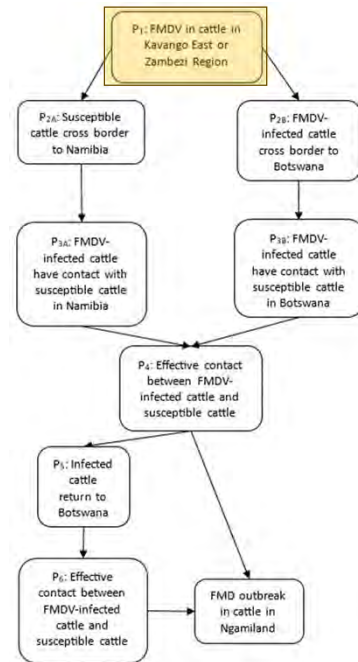 P₁: FMDV in cattle in
Kavango East or
Zambezi Region
P₂ₐ: Susceptible
cattle cross border
to Namibia
P₂B: FMDV-
infected cattle
cross border to
Botswana
P₃ₐ: FMDV-
infected cattle
have contact with
susceptible cattle
in Namibia
P₃B: FMDV-
infected cattle
have contact with
susceptible cattle
in Botswana
P₄: Effective contact
between FMDV-
infected cattle and
susceptible cattle
P₅: Infected
cattle
return to
Botswana
P₆: Effective
contact between
FMDV-infected
cattle and
susceptible cattle
FMD outbreak
in cattle in
Ngamiland